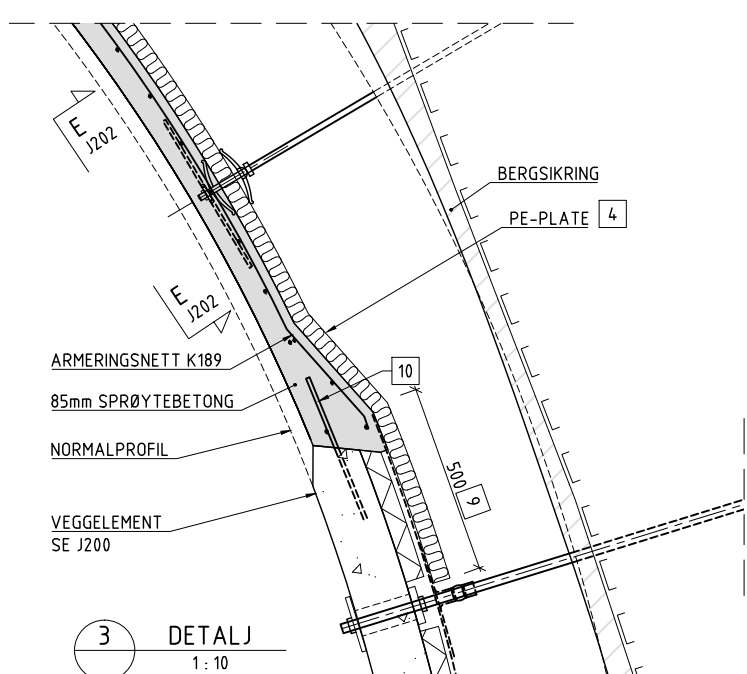 E
J202
BERGSIKRING
PE-PLATE 4
E
J202
ARMERINGSNETT K189
10
85mm SPRØYTEBETONG
NORMALPROFIL
500 9
VEGGELEMENT
SE J200
3 DETALJ
1:10